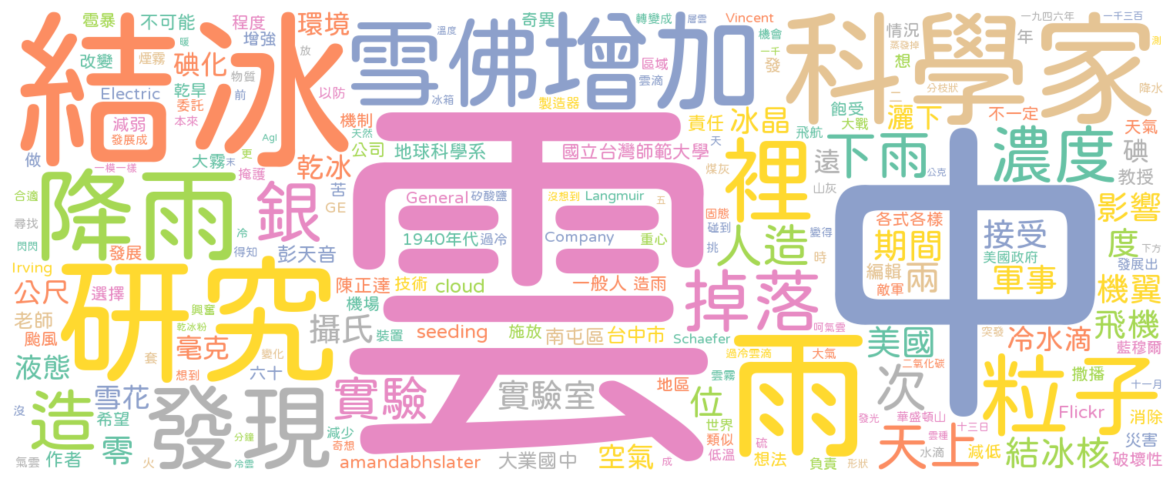 雹暴
不可能
程度
環境
奇異
轉變成
層雲
Vincent
一九四六年
一千三百
結冰
雪佛
增加
科學家
改變
煙霧
增強
碘化
放
暖
溫度
機會
情況
年
蒸發掉
測
Electric
乾旱
物質
以防
委託
前
冰箱
雲滴
區域
一千
發
想
分枝狀
降水
減弱
本來
機制
製造器
責任
冰晶
飽受
二
灑下
不一定
天氣
做
發展成
AgI
更
天然
公司
天
飛航
大戰
大霧
末
一模一樣
掩護
乾冰
地球科學系
國立台灣師範大學
裡
遠
下雨
濃度
碘
教授
合適
降雨
銀
苦
GE
General
矽酸鹽
沒想到
Langmuir
五
煤灰
山灰
公克
尋找
雲
固態
中
影響
閃閃
發展
冷
得知
彭天音
1940年代
過冷
Company
重心
碰到
挑
人造
變得
各式各樣
期間
接受
度
Irving
興奮
時
編輯
兩
美國政府
下方
發展出
公尺
選擇
研究
陳正達
技術
cloud
一般人
造雨
掉落
敵軍
軍事
機翼
老師
機場
颱風
乾冰粉
攝氏
裝置
seeding
施放
南屯區
台中市
Schaefer
呵氣雲
美國
突發
冷水滴
飛機
液態
套
毫克
變化
想到
六十
過冷雲滴
大氣
二氧化碳
藍穆爾
雪花
發現
實驗
實驗室
地區
雲霧
雨
次
撒播
十一月
沒
造
希望
位
世界
發光
華盛頓山
粒子
Flickr
消除
零
分鐘
減少
奇想
類似
硫
雲種
十三日
災害
氣雲
作者
火
冷雲
amandabhslater
大業國中
空氣
成
低溫
想法
負責
形狀
天上
水滴
減低
結冰核
破壞性